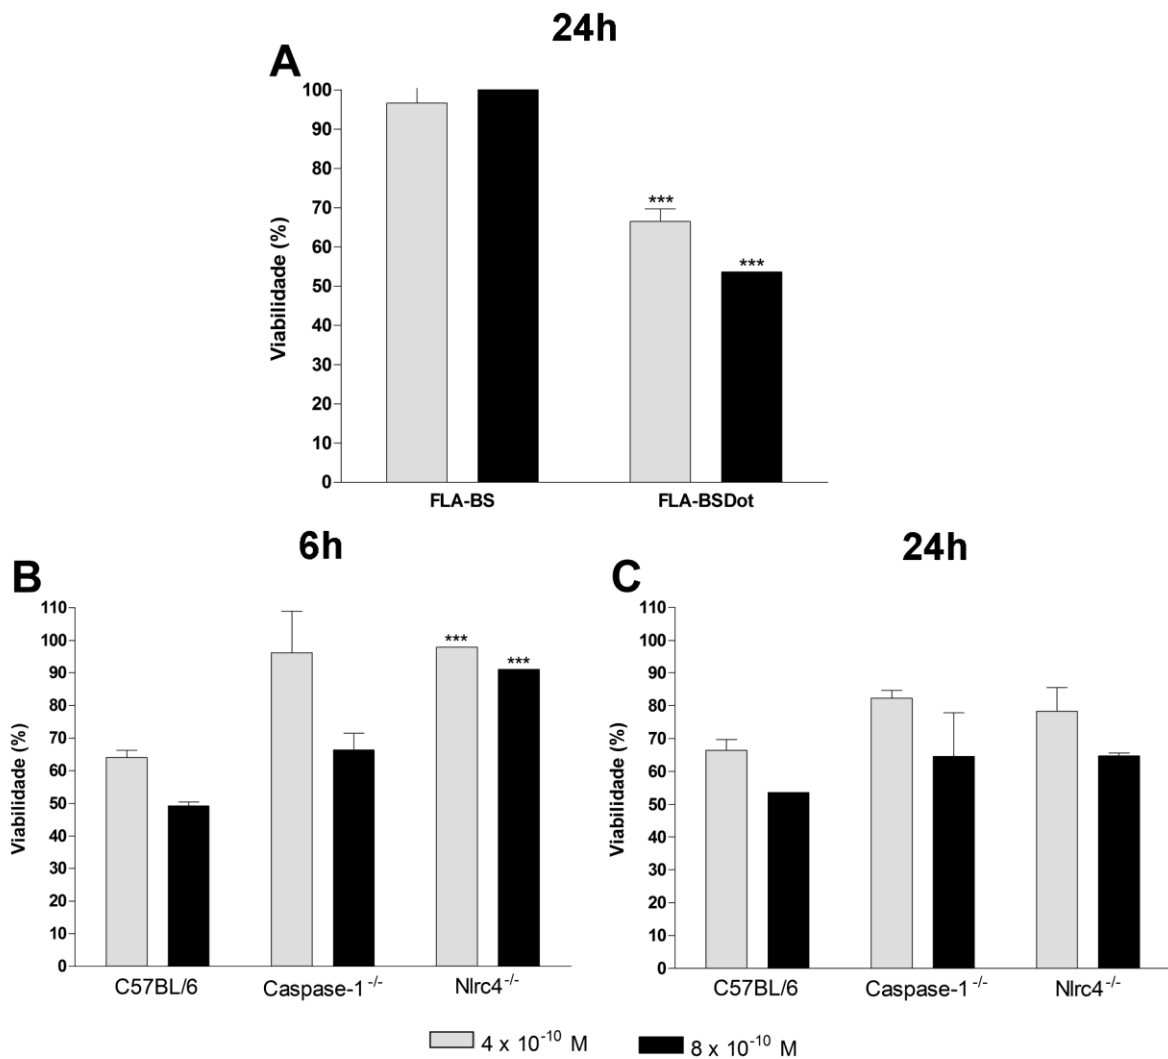 24h
A
100
90
80
70
60
50
40
30
20
10
0
Viabilidade (%)
***
***
FLA-BS
FLA-BSDot
6h
B
110
100
90
80
70
60
50
40
30
20
10
0
Viabilidade (%)
***
***
C57BL/6
Caspase-1⁻/⁻
Nlrc4⁻/⁻
24h
C
110
100
90
80
70
60
50
40
30
20
10
0
Viabilidade (%)
C57BL/6
Caspase-1⁻/⁻
Nlrc4⁻/⁻
4 x 10⁻¹⁰ M
8 x 10⁻¹⁰ M